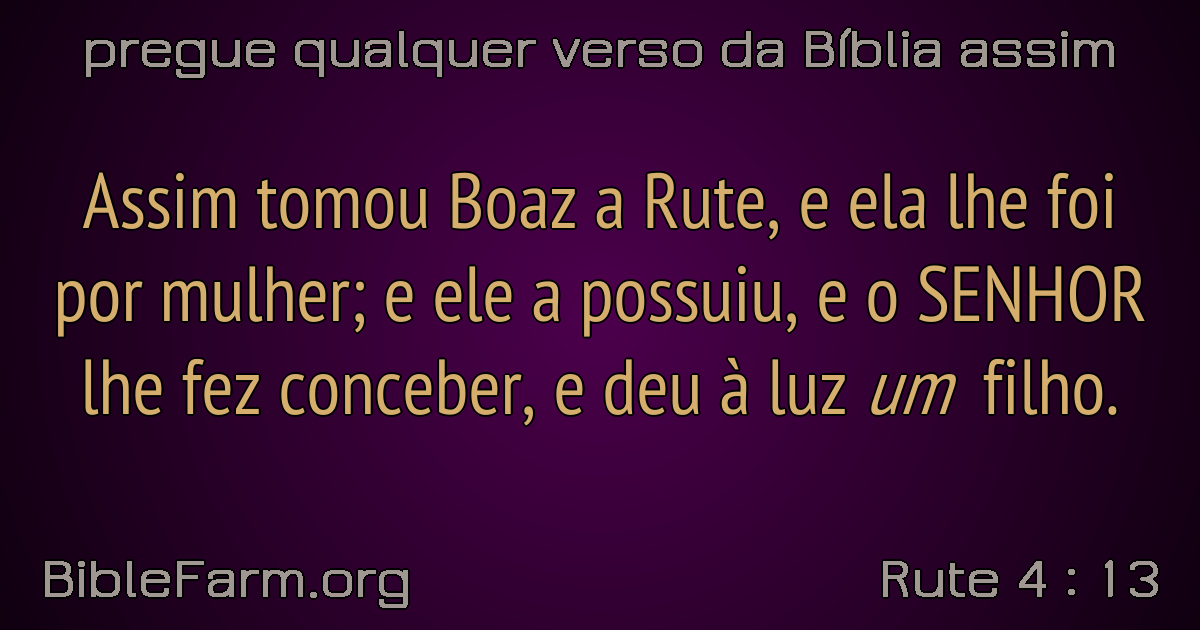 pregue qualquer verso da Bíblia assim
Assim tomou Boaz a Rute, e ela lhe foi
por mulher; e ele a possuiu, e o SENHOR
lhe fez conceber, e deu à luz um filho.
BibleFarm.org
Rute 4 : 13